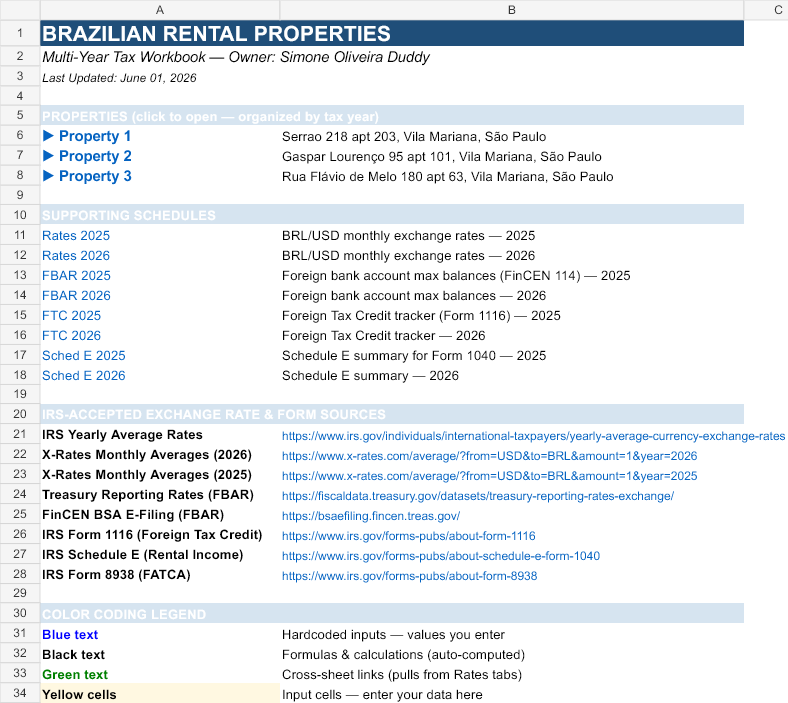 A B C
1 BRAZILIAN RENTAL PROPERTIES
2 Multi-Year Tax Workbook — Owner: Simone Oliveira Duddy
3 Last Updated: June 01, 2026
4
5 PROPERTIES (click to open — organized by tax year)
6 ▶ Property 1 Serrao 218 apt 203, Vila Mariana, São Paulo
7 ▶ Property 2 Gaspar Lourenço 95 apt 101, Vila Mariana, São Paulo
8 ▶ Property 3 Rua Flávio de Melo 180 apt 63, Vila Mariana, São Paulo
9
10 SUPPORTING SCHEDULES
11 Rates 2025 BRL/USD monthly exchange rates — 2025
12 Rates 2026 BRL/USD monthly exchange rates — 2026
13 FBAR 2025 Foreign bank account max balances (FinCEN 114) — 2025
14 FBAR 2026 Foreign bank account max balances — 2026
15 FTC 2025 Foreign Tax Credit tracker (Form 1116) — 2025
16 FTC 2026 Foreign Tax Credit tracker — 2026
17 Sched E 2025 Schedule E summary for Form 1040 — 2025
18 Sched E 2026 Schedule E summary — 2026
19
20 IRS-ACCEPTED EXCHANGE RATE & FORM SOURCES
21 IRS Yearly Average Rates https://www.irs.gov/individuals/international-taxpayers/yearly-average-currency-exchange-rates
22 X-Rates Monthly Averages (2026) https://www.x-rates.com/average/?from=USD&to=BRL&amount=1&year=2026
23 X-Rates Monthly Averages (2025) https://www.x-rates.com/average/?from=USD&to=BRL&amount=1&year=2025
24 Treasury Reporting Rates (FBAR) https://fiscaldata.treasury.gov/datasets/treasury-reporting-rates-exchange/
25 FinCEN BSA E-Filing (FBAR) https://bsaefiling.fincen.treas.gov/
26 IRS Form 1116 (Foreign Tax Credit) https://www.irs.gov/forms-pubs/about-form-1116
27 IRS Schedule E (Rental Income) https://www.irs.gov/forms-pubs/about-schedule-e-form-1040
28 IRS Form 8938 (FATCA) https://www.irs.gov/forms-pubs/about-form-8938
29
30 COLOR CODING LEGEND
31 Blue text Hardcoded inputs — values you enter
32 Black text Formulas & calculations (auto-computed)
33 Green text Cross-sheet links (pulls from Rates tabs)
34 Yellow cells Input cells — enter your data here